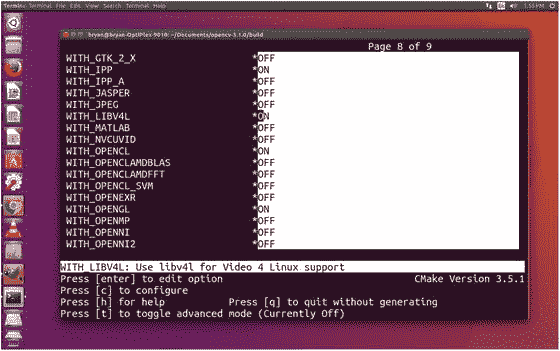 Terminal Terminal File Edit View Search Terminal Help 1:55 PM
bryan@bryan-OptiPlex-9010: ~/Documents/opencv-3.1.0/build
Page 8 of 9
WITH_GTK_2_X *OFF
WITH_IPP *ON
WITH_IPP_A *OFF
WITH_JASPER *OFF
WITH_JPEG *OFF
WITH_LIBV4L *ON
WITH_MATLAB *OFF
WITH_NVCUVID *OFF
WITH_OPENCL *ON
WITH_OPENCLAMDBLAS *OFF
WITH_OPENCLAMDFFT *OFF
WITH_OPENCL_SVM *OFF
WITH_OPENEXR *OFF
WITH_OPENGL *ON
WITH_OPENMP *OFF
WITH_OPENNI *OFF
WITH_OPENNI2 *OFF
WITH_LIBV4L: Use libv4l for Video 4 Linux support
Press [enter] to edit option CMake Version 3.5.1
Press [c] to configure
Press [h] for help Press [q] to quit without generating
Press [t] to toggle advanced mode (Currently Off)